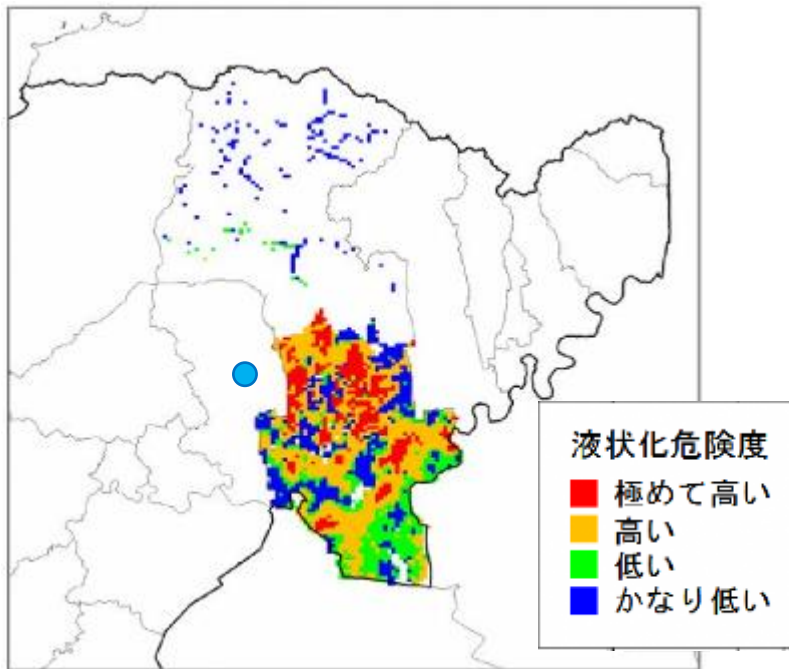 液状化危険度
極めて高い
高い
低い
かなり低い